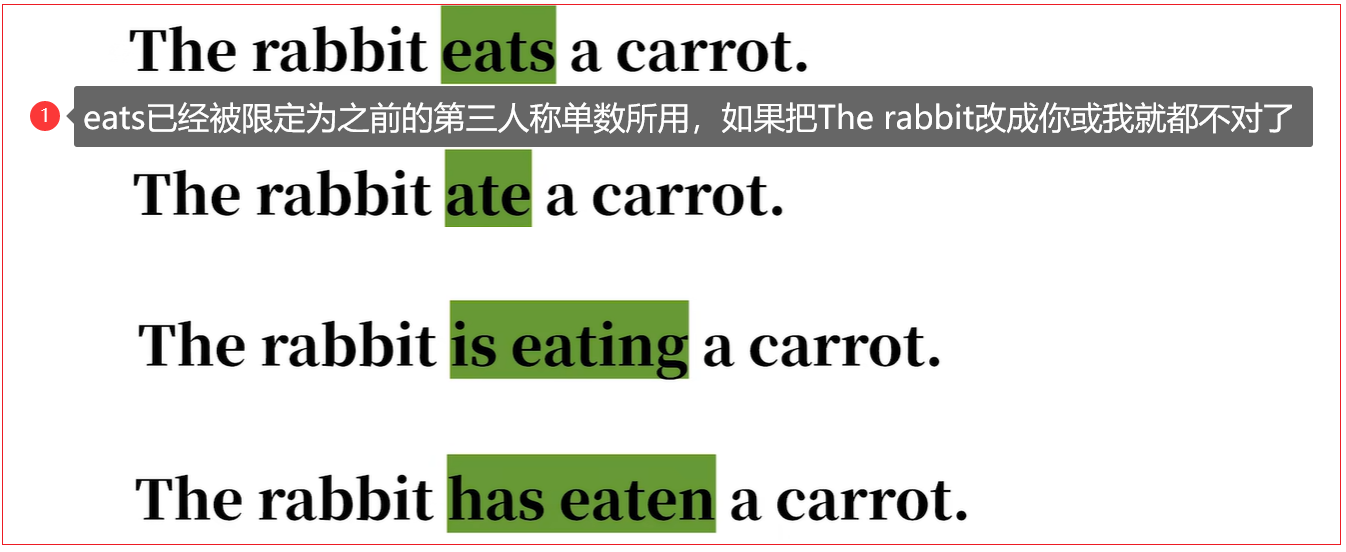 The rabbit eats a carrot.
1
eats已经被限定为之前的第三人称单数所用，如果把The rabbit改成你或我就都不对了
The rabbit ate a carrot.
The rabbit is eating a carrot.
The rabbit has eaten a carrot.